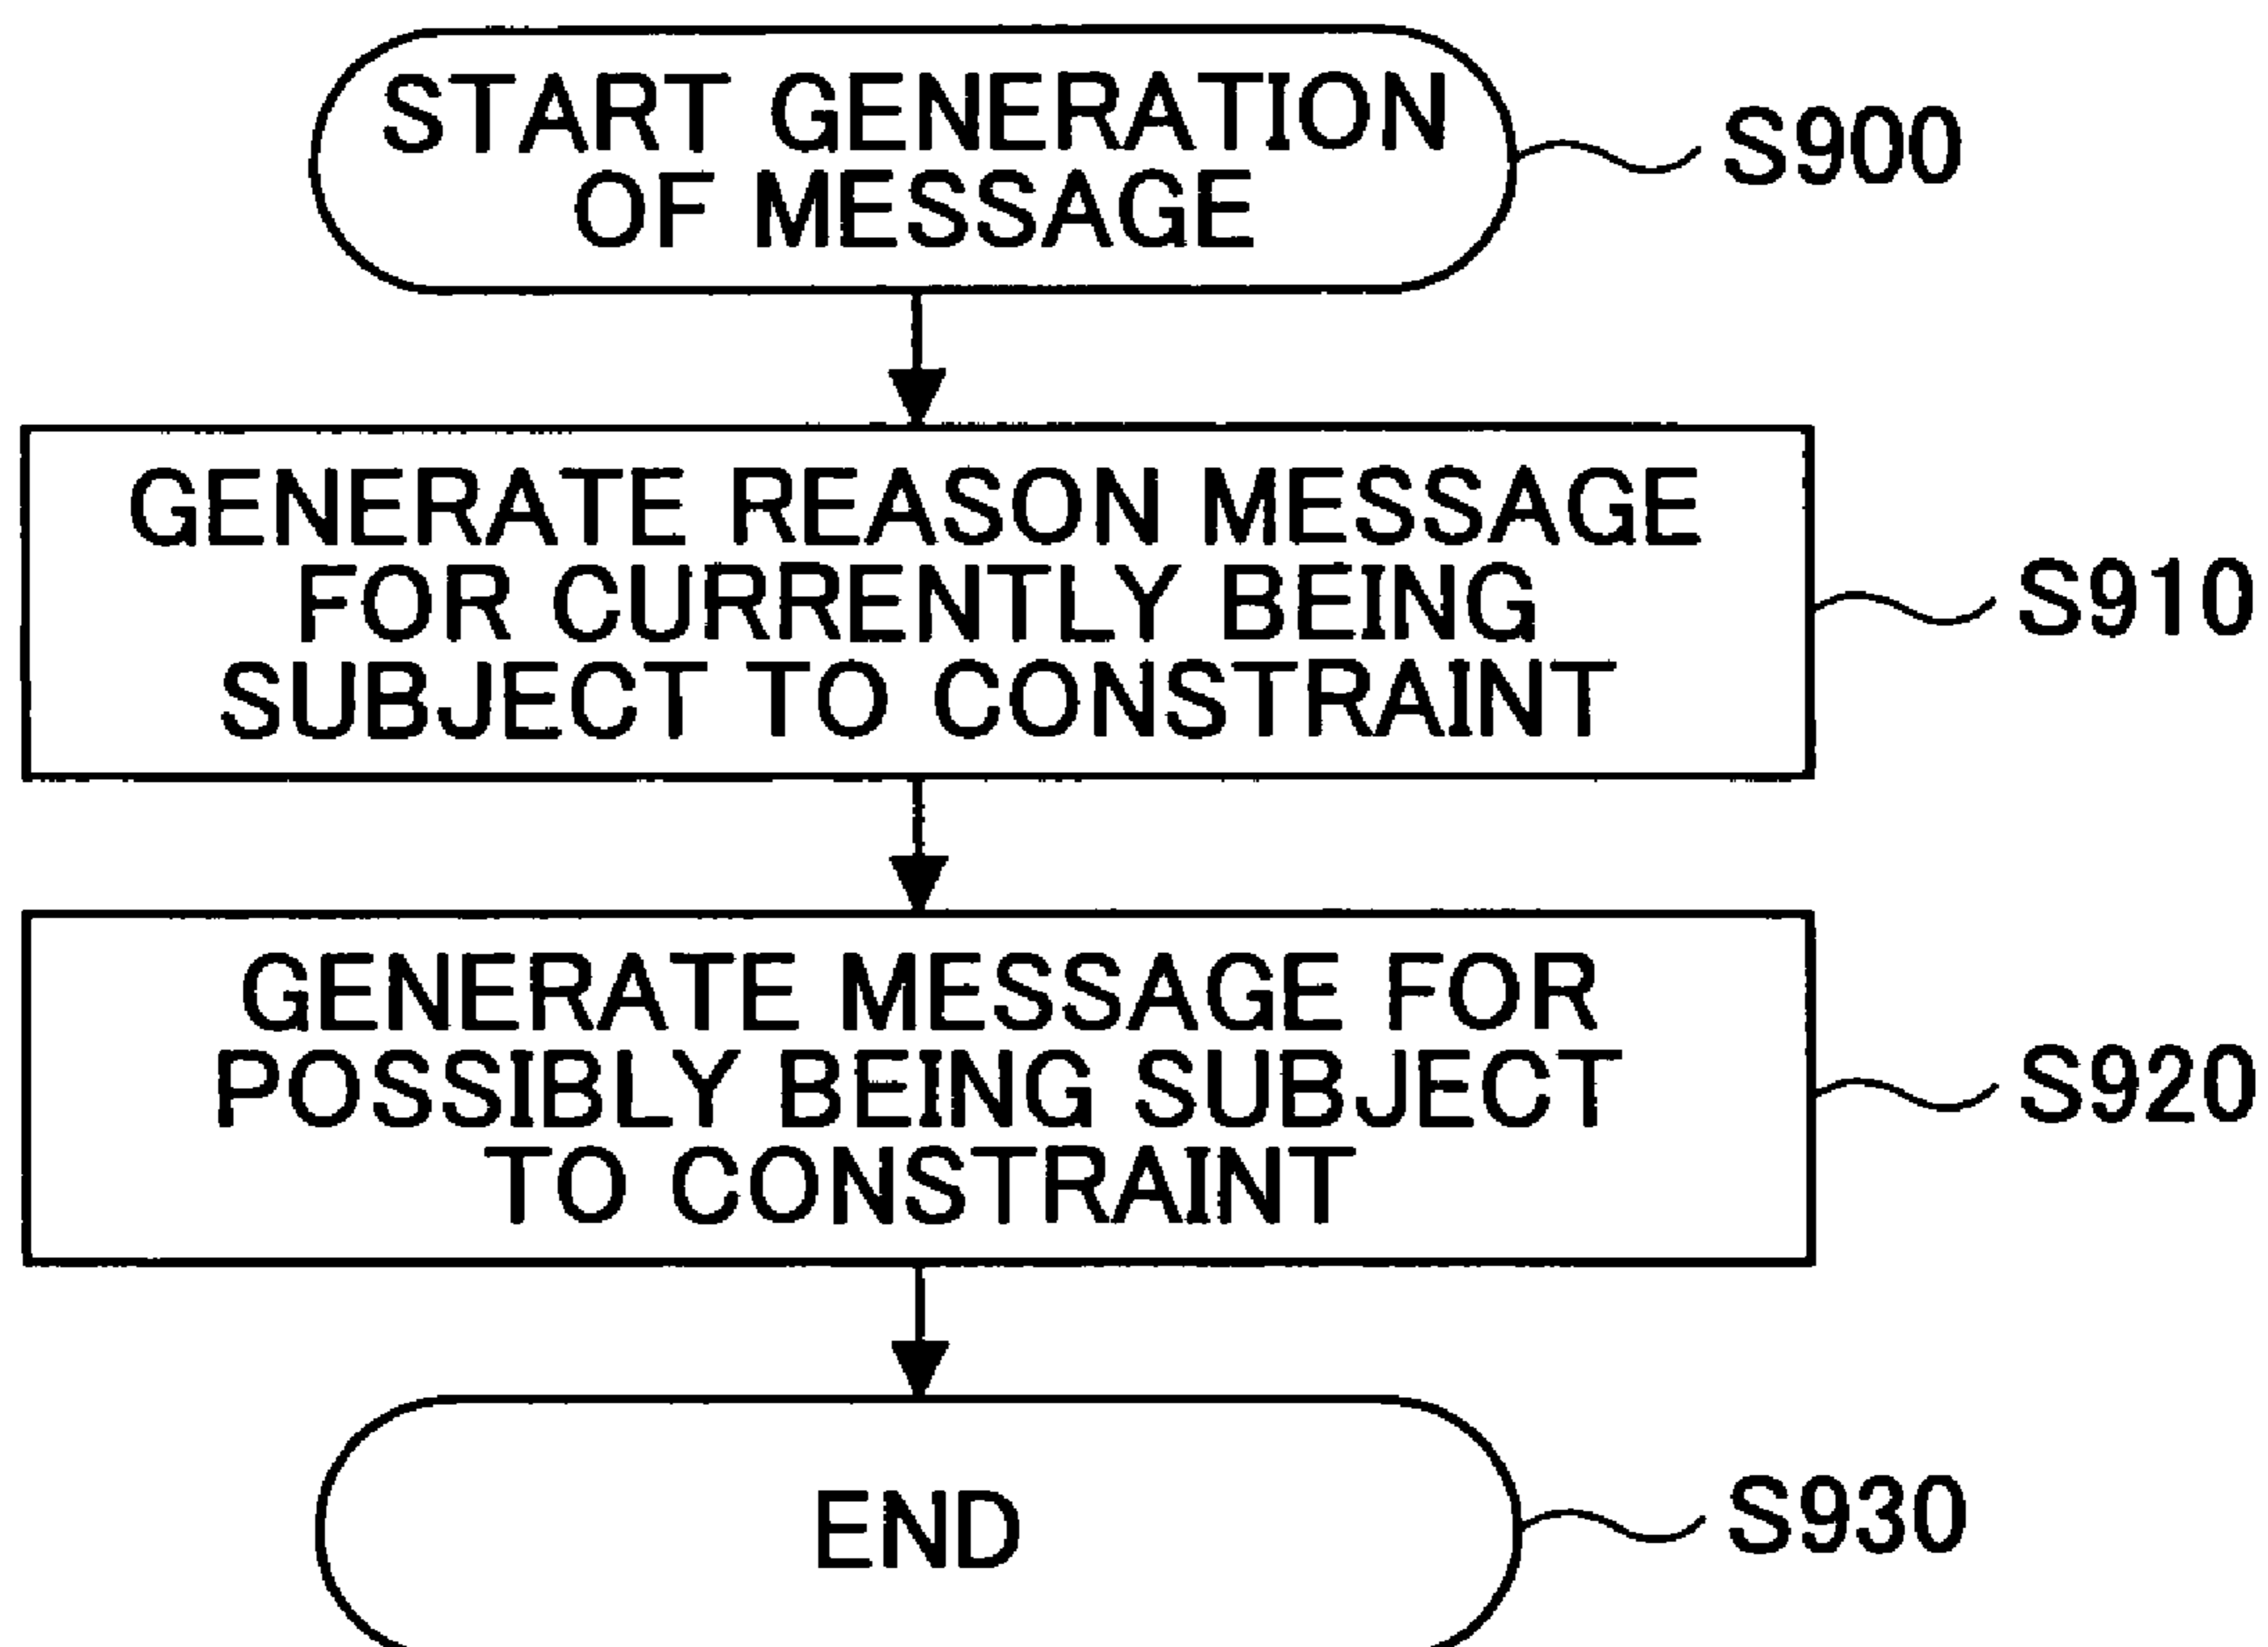 START GENERATION
OF MESSAGE
S900
GENERATE REASON MESSAGE
FOR CURRENTLY BEING
SUBJECT TO CONSTRAINT
S910
GENERATE MESSAGE FOR
POSSIBLY BEING SUBJECT
TO CONSTRAINT
S920
END
S930